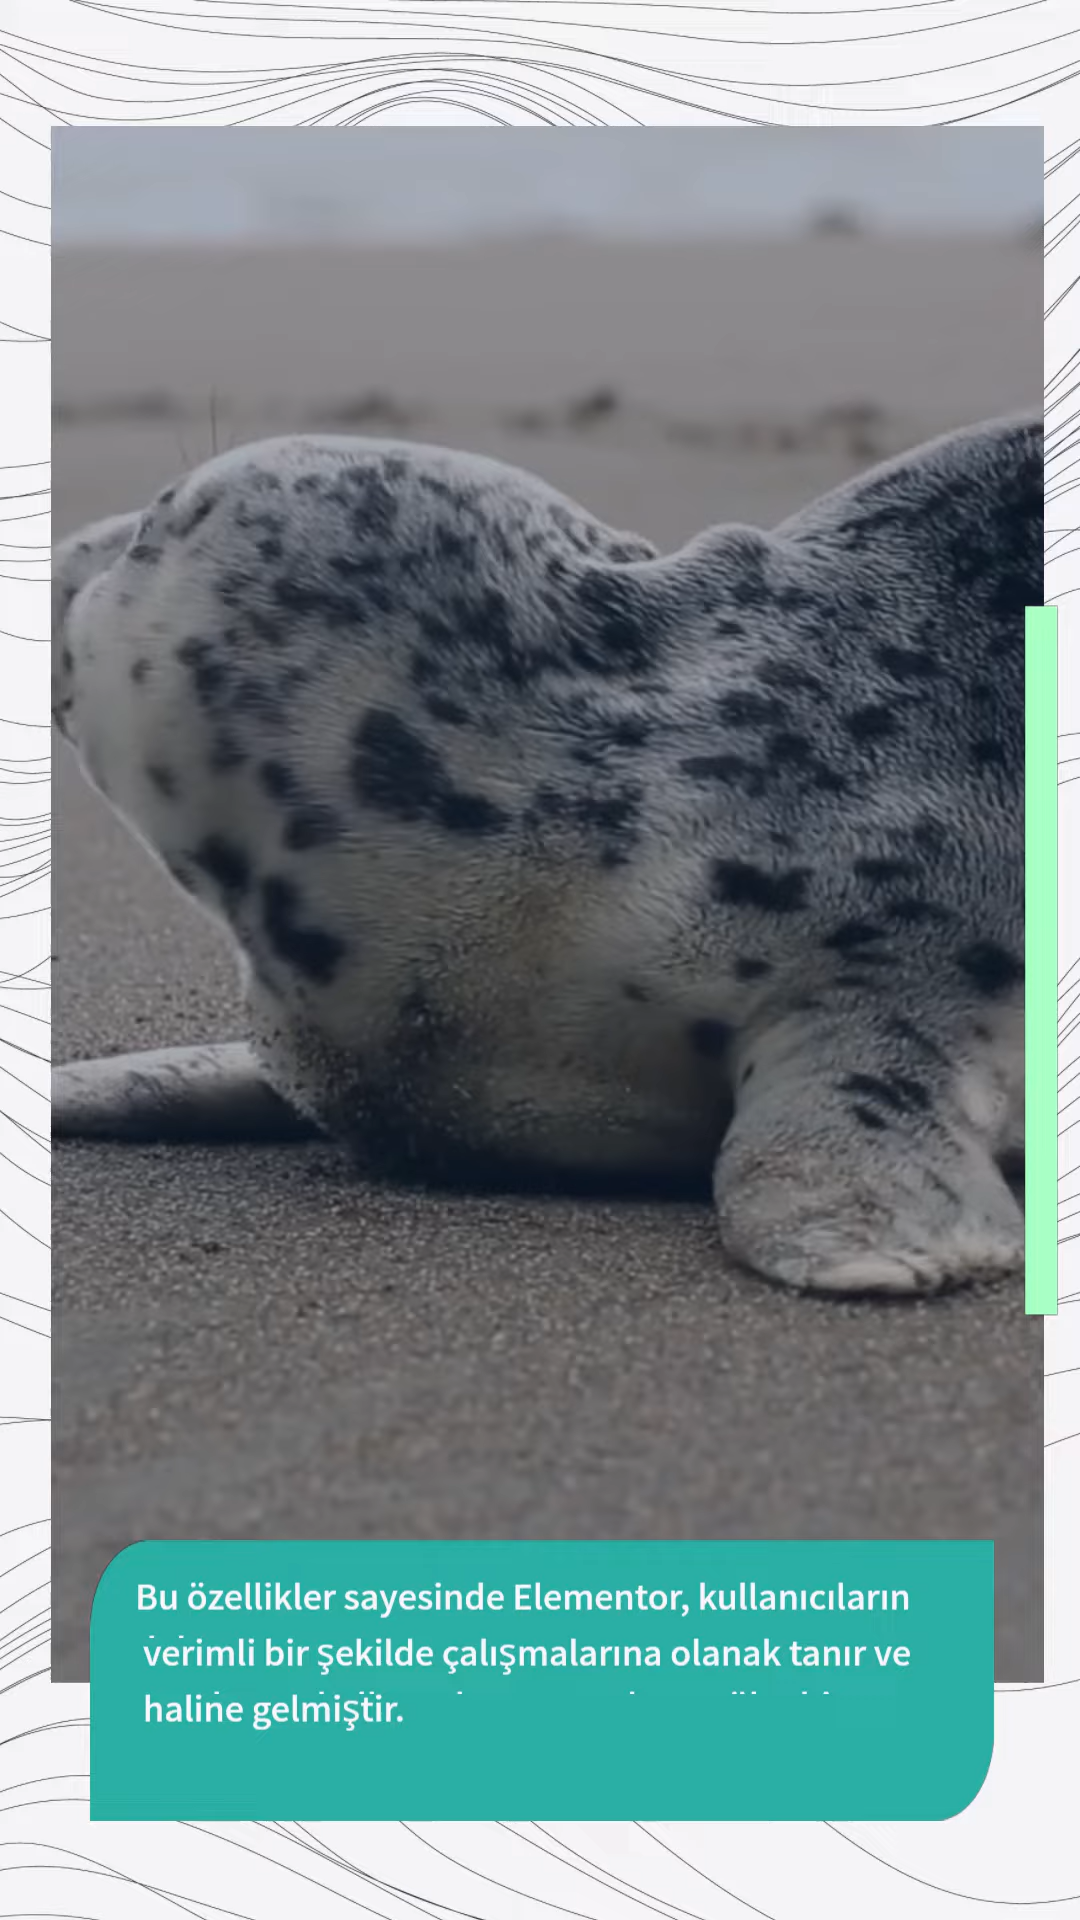 Bu özellikler sayesinde Elementor, kullanıcıların
verimli bir şekilde çalışmalarına olanak tanır ve
haline gelmiştir.